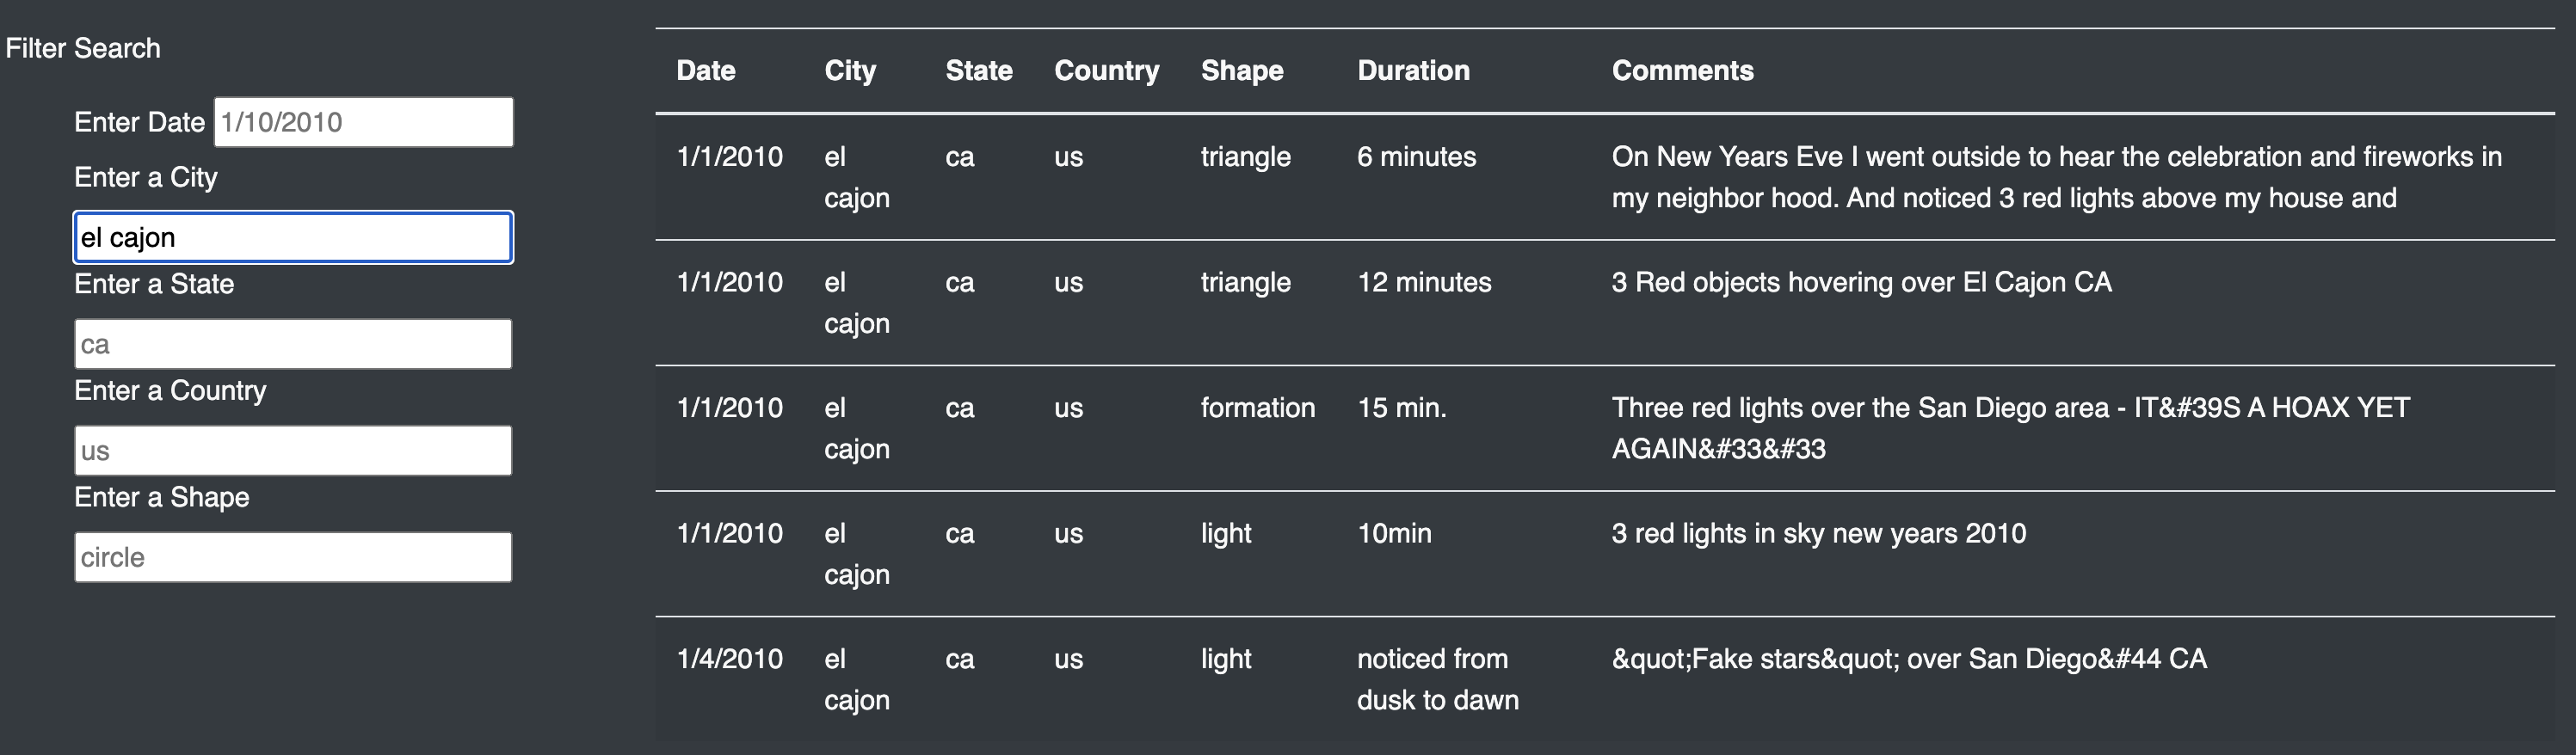 Filter Search
Enter Date 1/10/2010
Enter a City
el cajon
Enter a State
ca
Enter a Country
us
Enter a Shape
circle
Date City State Country Shape Duration Comments
1/1/2010 el ca us triangle 6 minutes On New Years Eve I went outside to hear the celebration and fireworks in
cajon my neighbor hood. And noticed 3 red lights above my house and
1/1/2010 el ca us triangle 12 minutes 3 Red objects hovering over El Cajon CA
cajon
1/1/2010 el ca us formation 15 min. Three red lights over the San Diego area - IT&#39S A HOAX YET
cajon AGAIN&#33&#33
1/1/2010 el ca us light 10min 3 red lights in sky new years 2010
cajon
1/4/2010 el ca us light noticed from &quot;Fake stars&quot; over San Diego&#44 CA
cajon dusk to dawn